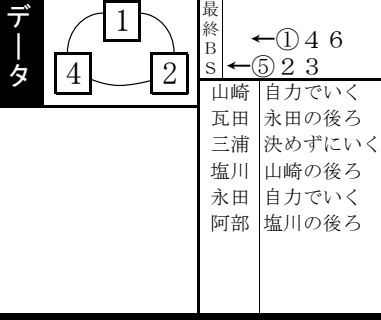 データ
1
4 2
最終BS
←①46
←⑤23
山崎 自力でいく
瓦田 永田の後ろ
三浦 決めずにいく
塩川 山崎の後ろ
永田 自力でいく
阿部 塩川の後ろ